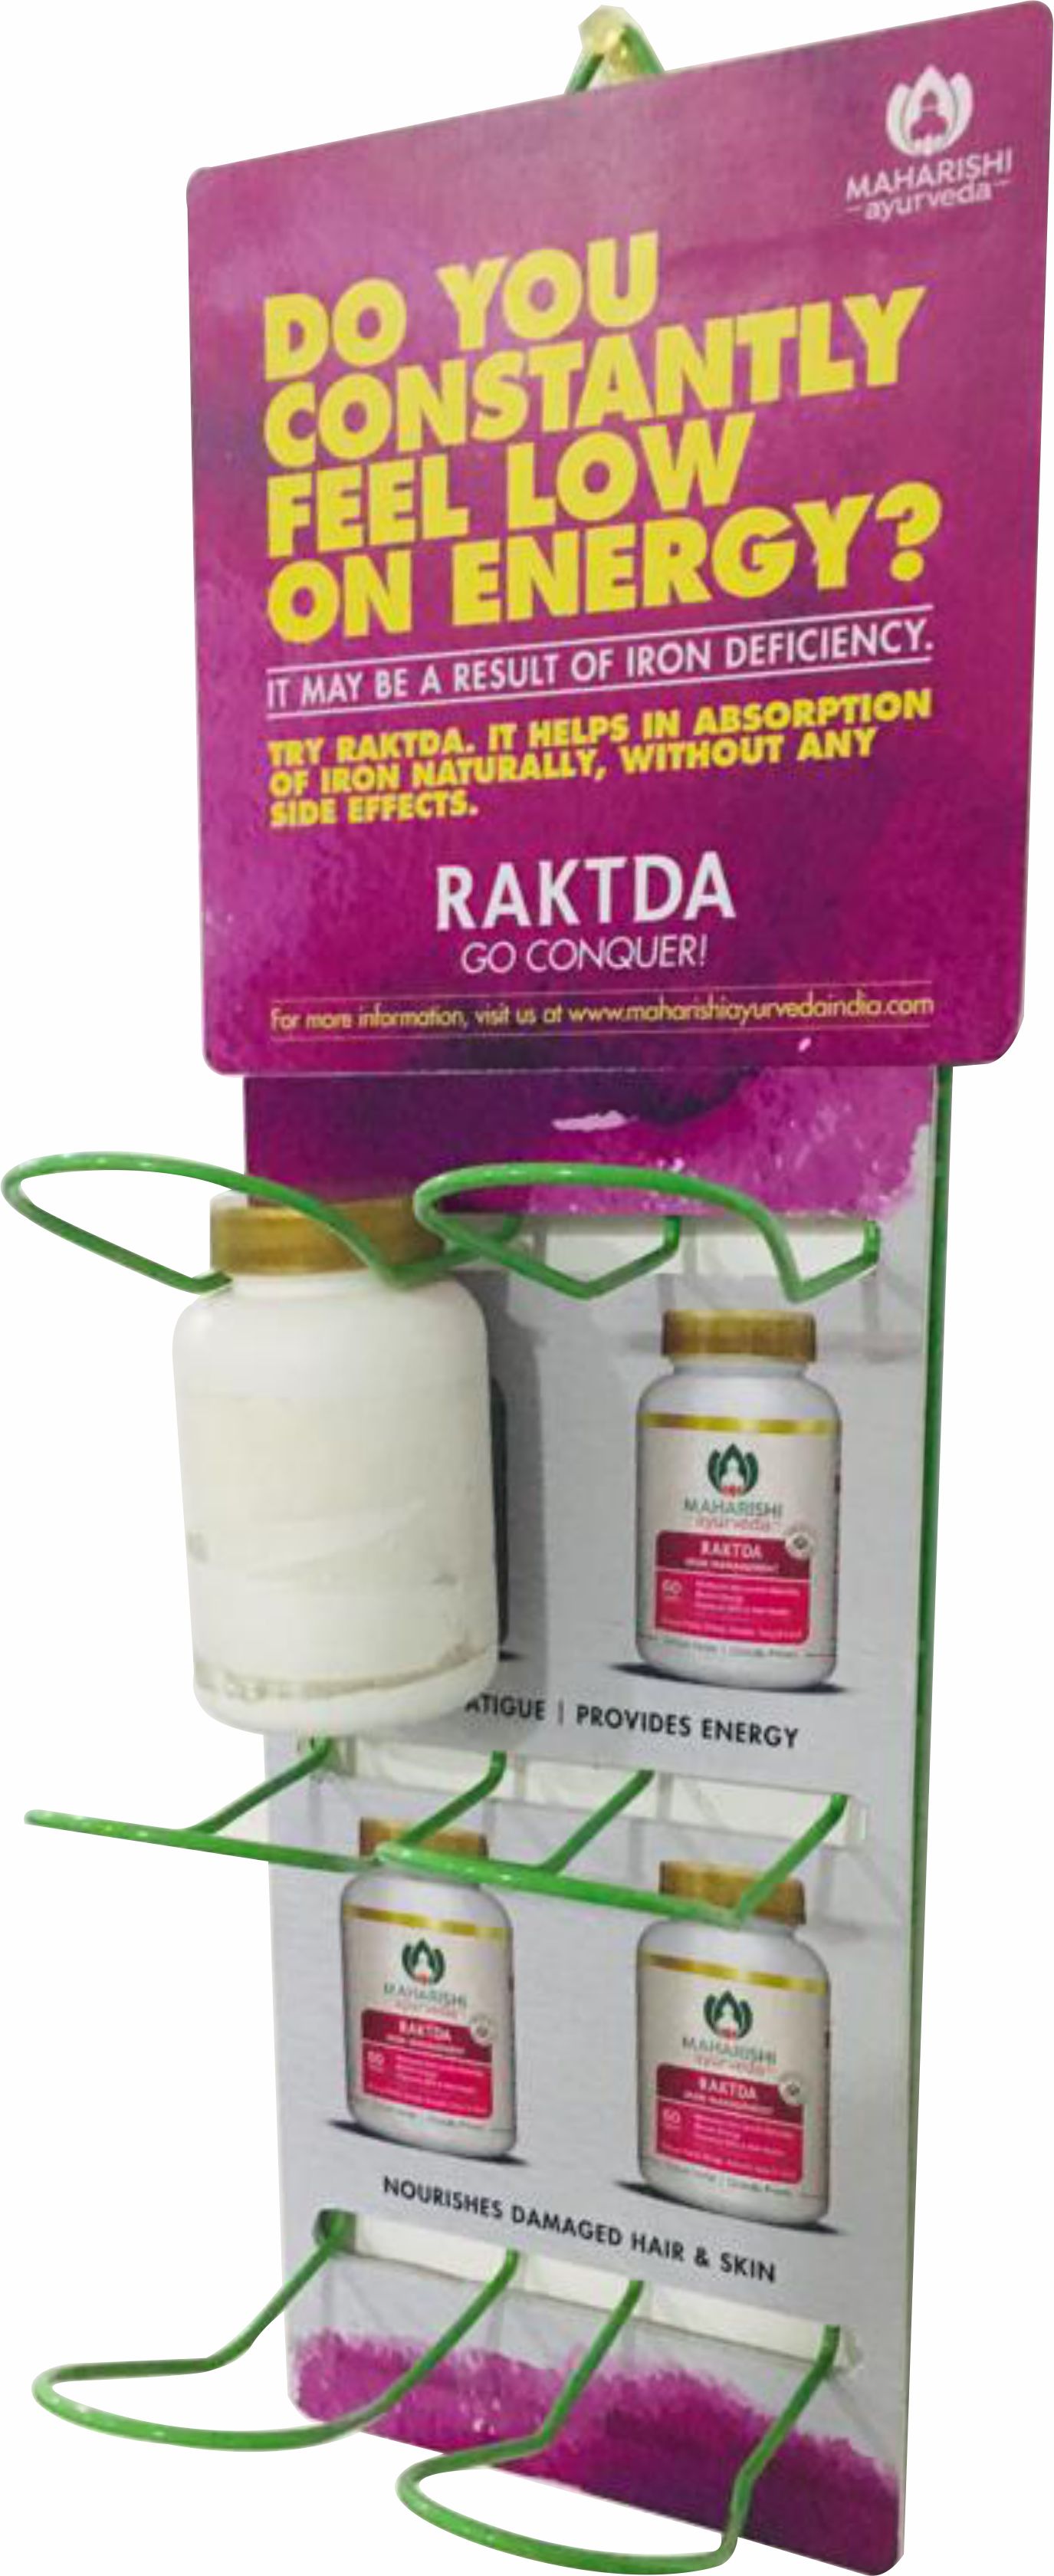 MAHARISHI
ayurveda
DO YOU
CONSTANTLY
FEEL LOW
ON ENERGY?
IT MAY BE A RESULT OF IRON DEFICIENCY.
TRY RAKTDA. IT HELPS IN ABSORPTION
OF IRON NATURALLY, WITHOUT ANY
SIDE EFFECTS.
RAKTDA
GO CONQUER!
For more information, visit us at www.maharishiayurvedaindia.com
MAHARISHI
ayurveda
RAKTDA
60
ATIGUE | PROVIDES ENERGY
MAHARISHI
ayurveda
RAKTDA
60
MAHARISHI
ayurveda
RAKTDA
60
NOURISHES DAMAGED HAIR & SKIN